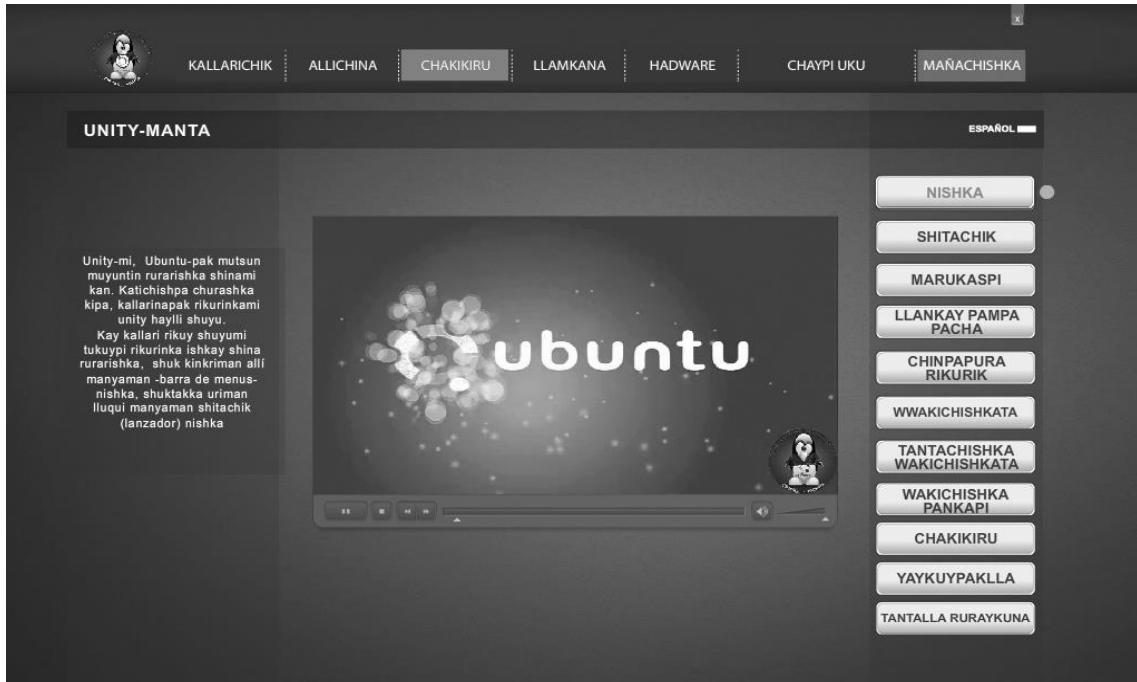 x
KALLARICHIK ALLICHINA CHAKIKIRU LLAMKANA HADWARE CHAYPI UKU MAÑACHISHKA
UNITY-MANTA
ESPAÑOL
Unity-mi, Ubuntu-pak mutsun
muyuntin rurarishka shinami
kan. Katichishpa churashka
kipa, kallarinapak rikurinkami
unity haylli shuyu.
Kay kallari rikuy shuyumi
tukuypi rikurinka ishkay shina
rurarishka, shuk kinkriman allí
manyaman -barra de menus-
nishka, shuktakka uriman
lluqui manyaman shitachik
(lanzador) nishka
ubuntu
NISHKA
SHITACHIK
MARUKASPI
LLANKAY PAMPA
PACHA
CHINPAPURA
RIKURIK
WWAKICHISHKATA
TANTACHISHKA
WAKICHISHKATA
WAKICHISHKA
PANKAPI
CHAKIKIRU
YAYKUYPAKLLA
TANTALLA RURAYKUNA